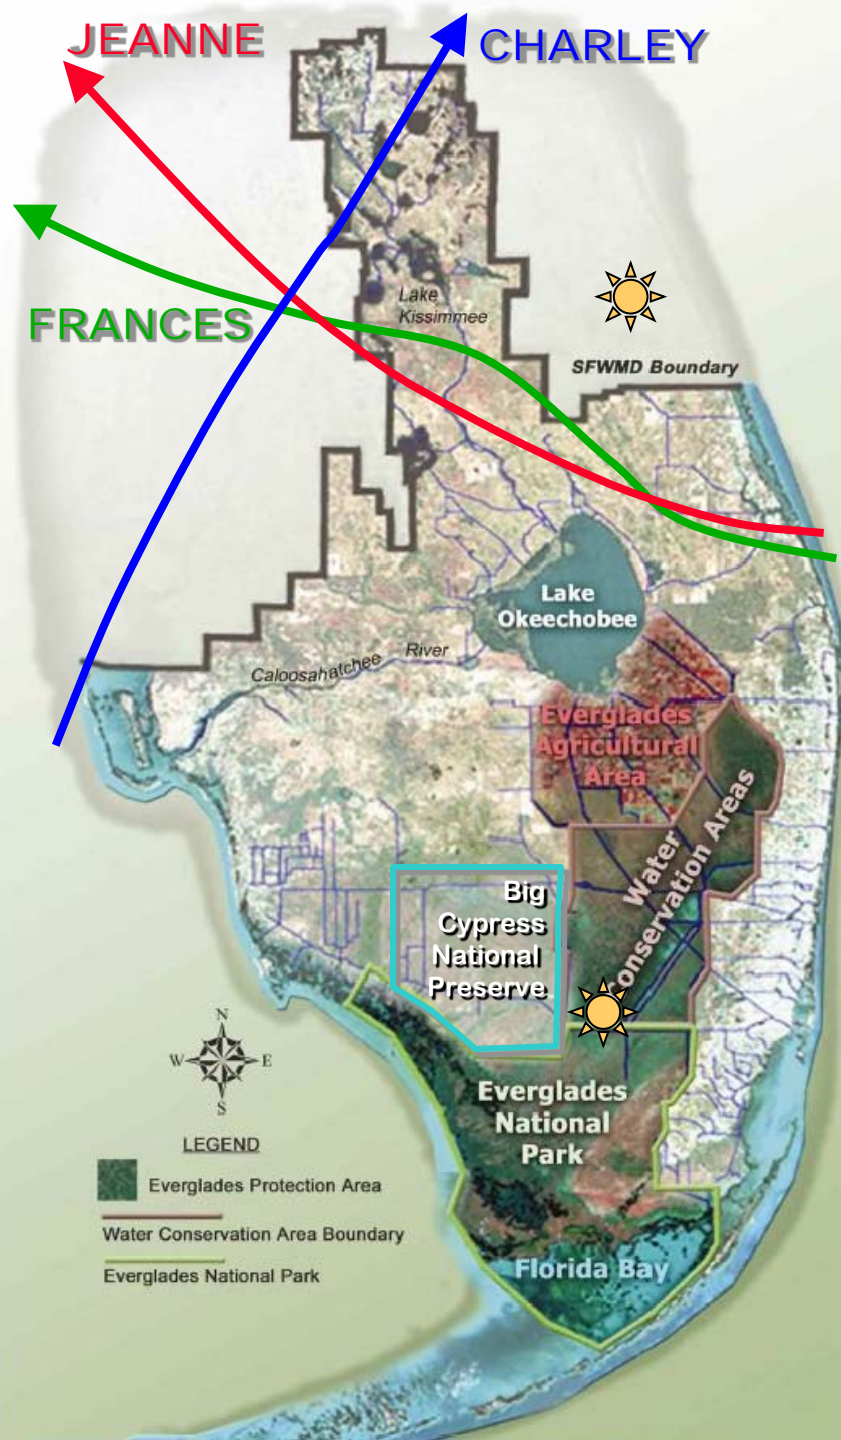 JEANNE
CHARLEY
FRANCES
Lake
Kissimmee
SFWMD Boundary
Lake
Okeechobee
Caloosahatchee River
Everglades
Agricultural
Area
Water
Conservation Areas
Big
Cypress
National
Preserve
N
W E
S
Everglades
National
Park
LEGEND
Everglades Protection Area
Water Conservation Area Boundary
Everglades National Park
Florida Bay